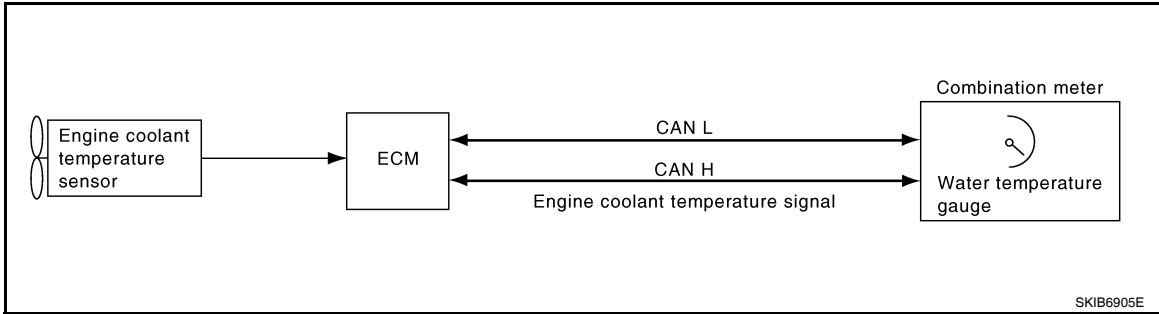 Combination meter
Engine coolant
temperature
sensor
ECM
CAN L
CAN H
Engine coolant temperature signal
Water temperature
gauge
SKIB6905E